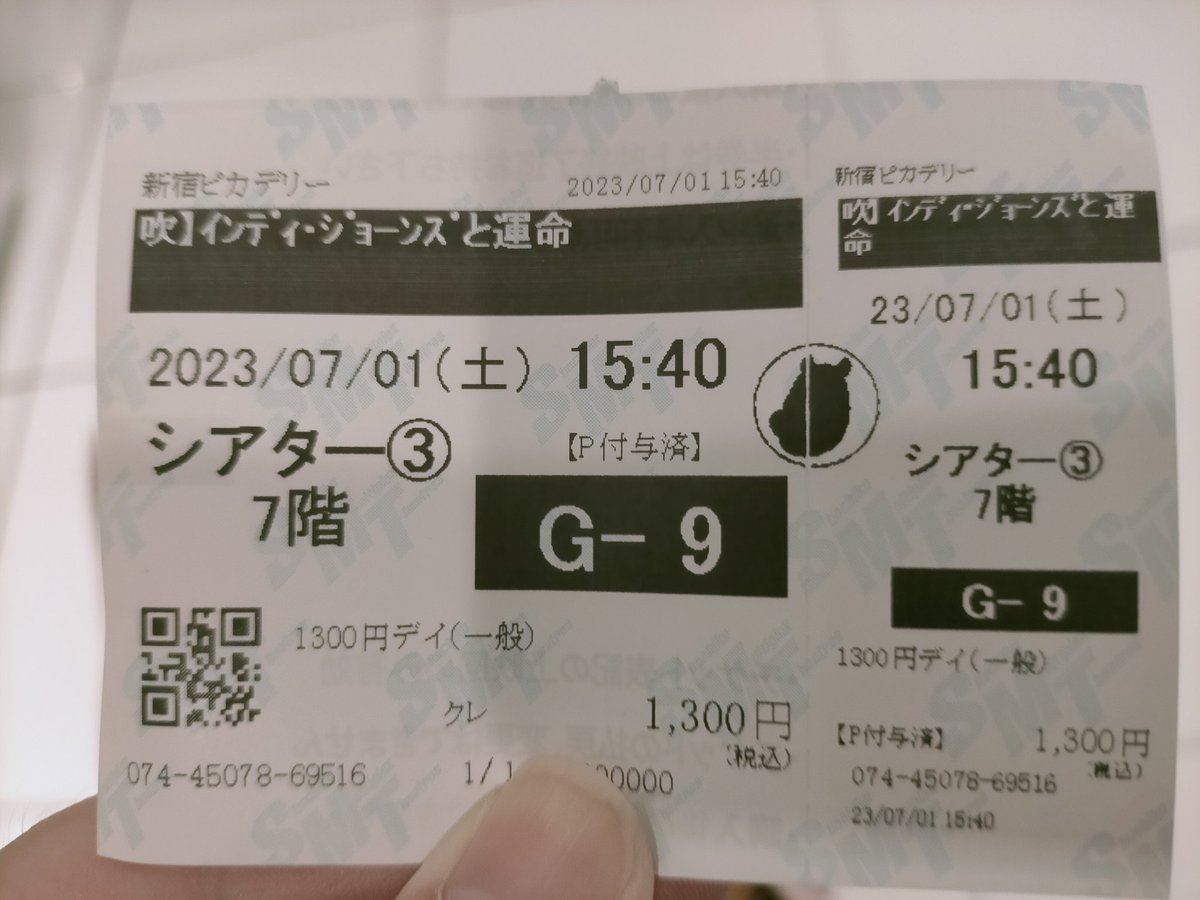 新宿ピカデリー
2023/07/01 15:40
吹】インディ・ジョーンズと運命
2023/07/01(土) 15:40
シアター③
7階
【P付与済】
G- 9
1300円デイ(一般)
クレ
1,300円
(税込)
074-45078-69516
1/1
00000
新宿ピカデリー
吹】インディ・ジョーンズと運
命
23/07/01(土)
15:40
シアター③
7階
G- 9
1300円デイ(一般)
【P付与済】
1,300円
(税込)
074-45078-69516
23/07/01 15:40
SMT